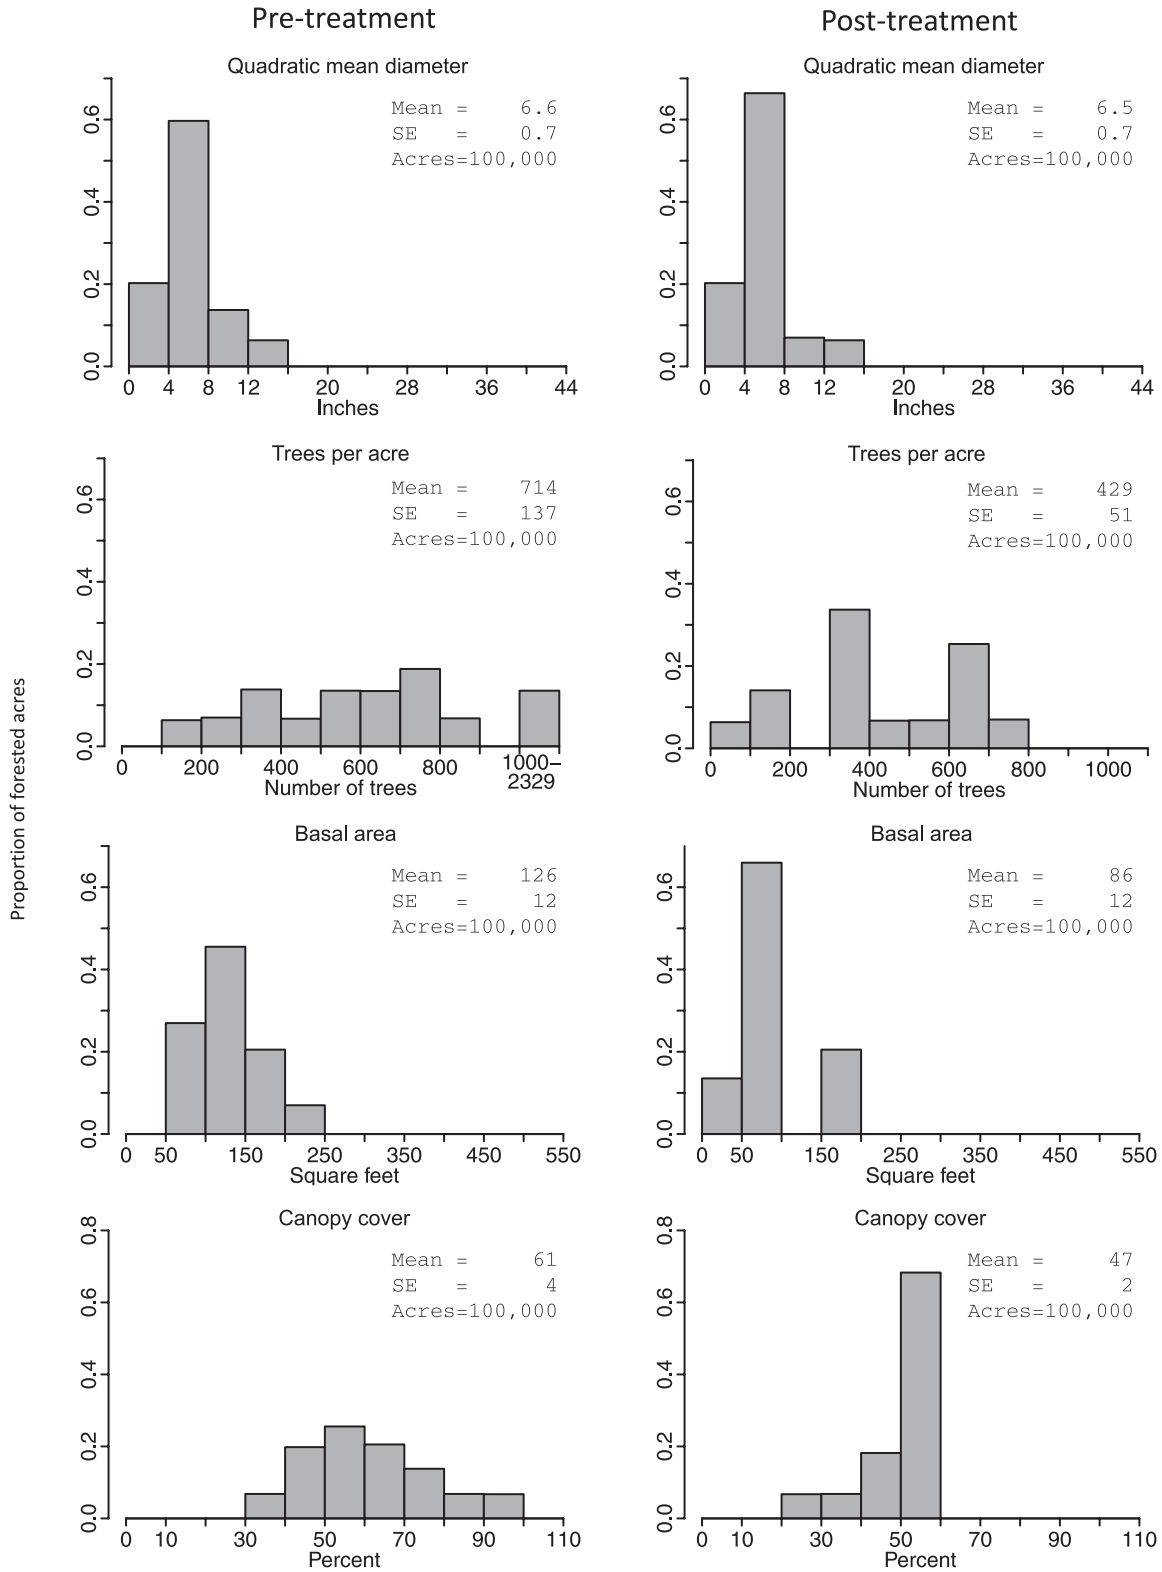 Pre-treatment
Post-treatment
Proportion of forested acres
Quadratic mean diameter
Mean = 6.6
SE = 0.7
Acres=100,000
0.0 0.2 0.4 0.6
0 4 8 12 20 28 36 44
Inches
Quadratic mean diameter
Mean = 6.5
SE = 0.7
Acres=100,000
0.0 0.2 0.4 0.6
0 4 8 12 20 28 36 44
Inches
Trees per acre
Mean = 714
SE = 137
Acres=100,000
0.0 0.2 0.4 0.6
0 200 400 600 800 1000–
2329
Number of trees
Trees per acre
Mean = 429
SE = 51
Acres=100,000
0.0 0.2 0.4 0.6
0 200 400 600 800 1000
Number of trees
Basal area
Mean = 126
SE = 12
Acres=100,000
0.0 0.2 0.4 0.6
0 50 150 250 350 450 550
Square feet
Basal area
Mean = 86
SE = 12
Acres=100,000
0.0 0.2 0.4 0.6
0 50 150 250 350 450 550
Square feet
Canopy cover
Mean = 61
SE = 4
Acres=100,000
0.0 0.2 0.4 0.6 0.8
0 10 30 50 70 90 110
Percent
Canopy cover
Mean = 47
SE = 2
Acres=100,000
0.0 0.2 0.4 0.6 0.8
0 10 30 50 70 90 110
Percent